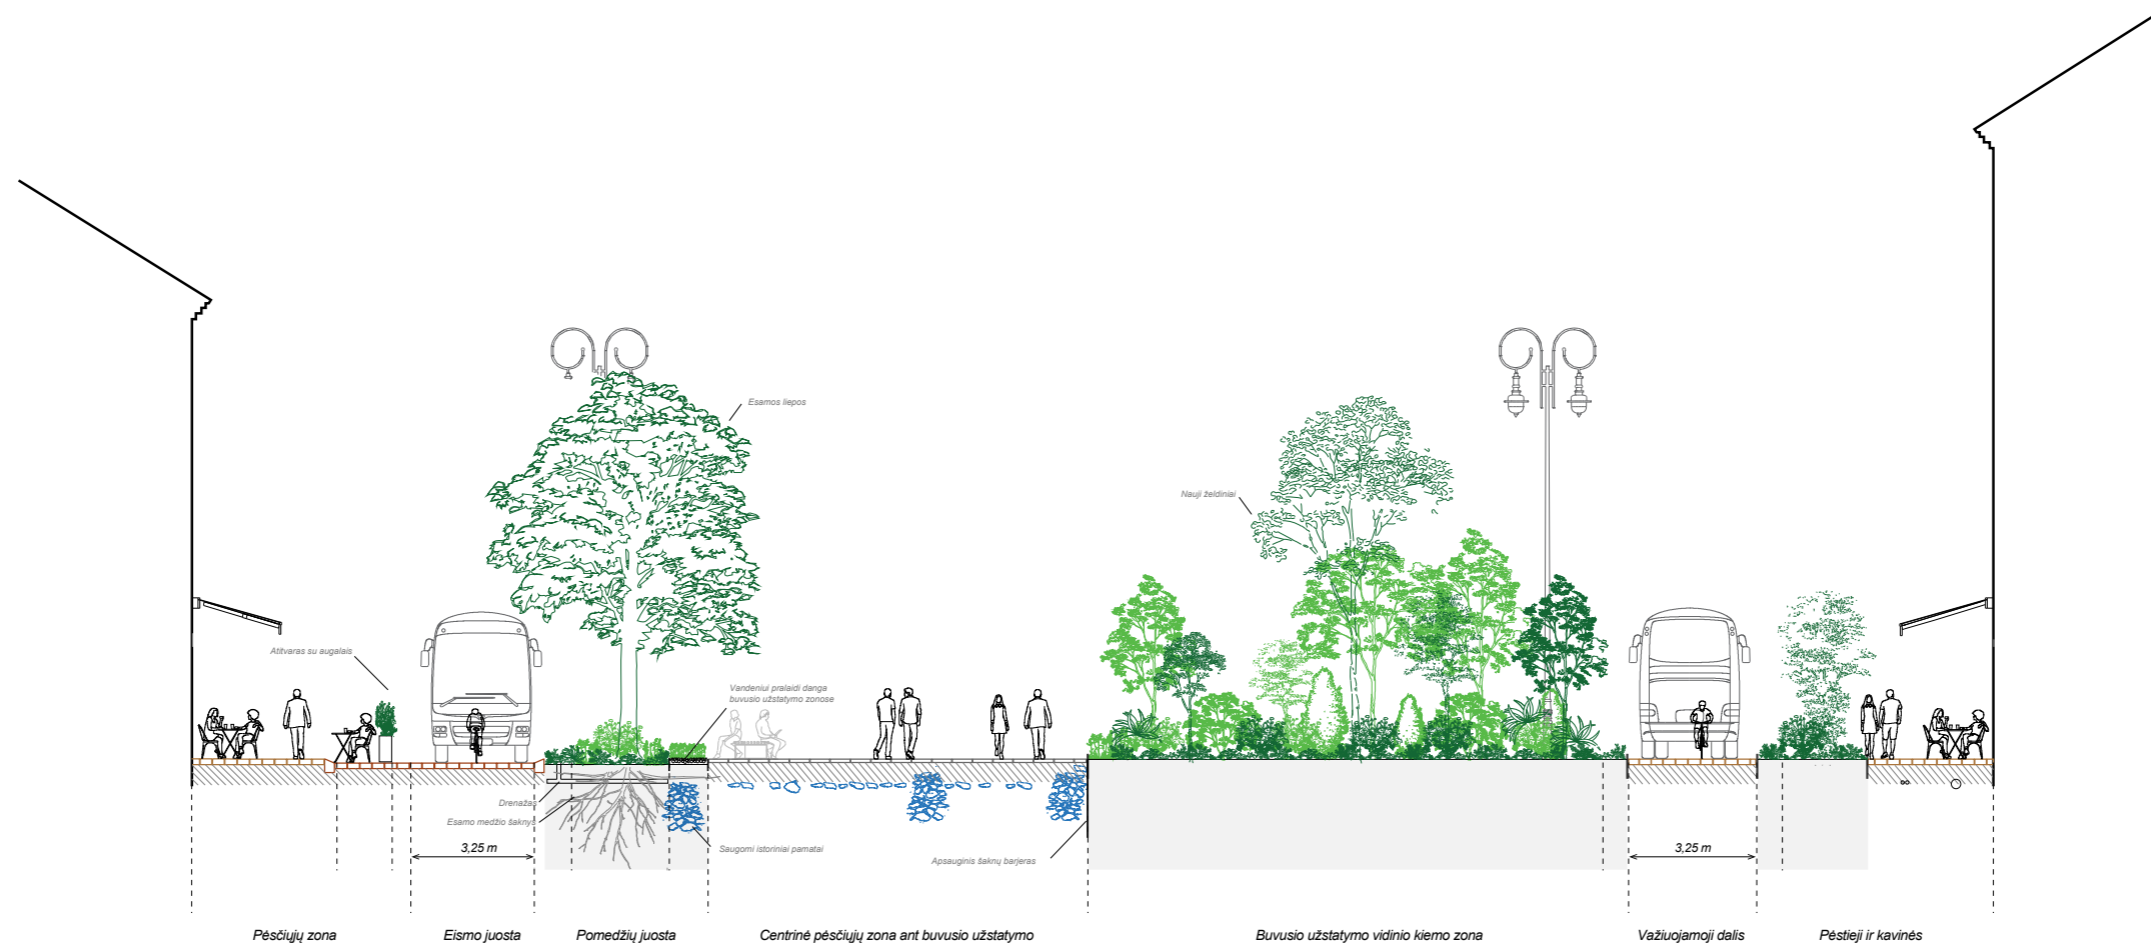 Esamos liepos
Nauji želdiniai
Atitvaras su augalais
Vandeniui pralaidi danga
buvusio užstatymo zonose
Drenažas
Esamo medžio šaknys
Saugomi istoriniai pamatai
Apsauginis šaknų barjeras
3,25 m
3,25 m
Pėsčiųjų zona
Eismo juosta
Pomedžių juosta
Centrinė pėsčiųjų zona ant buvusio užstatymo
Buvusio užstatymo vidinio kiemo zona
Važiuojamoji dalis
Pėstieji ir kavinės